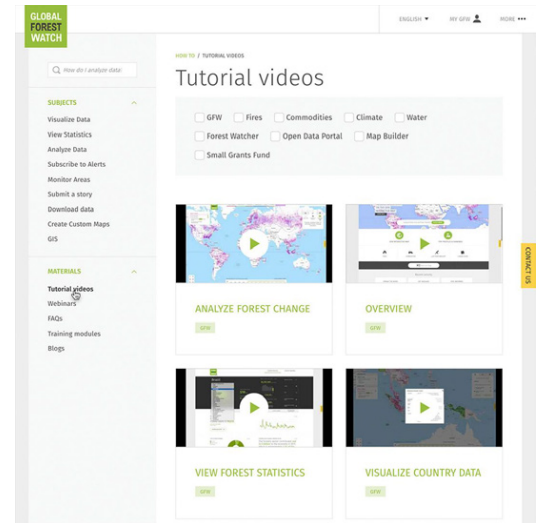 GLOBAL
FOREST
WATCH
ENGLISH
MY GFW
MORE
How do I analyze data
SUBJECTS
Visualize Data
View Statistics
Analyze Data
Subscribe to Alerts
Monitor Areas
Submit a story
Download data
Create Custom Maps
GIS
MATERIALS
Tutorial videos
Webinars
FAQs
Training modules
Blogs
HOW TO / TUTORIAL VIDEOS
Tutorial videos
GFW Fires Commodities Climate Water
Forest Watcher Open Data Portal Map Builder
Small Grants Fund
ANALYZE FOREST CHANGE
GFW
OVERVIEW
GFW
VIEW FOREST STATISTICS
GFW
VISUALIZE COUNTRY DATA
GFW
CONTACT US